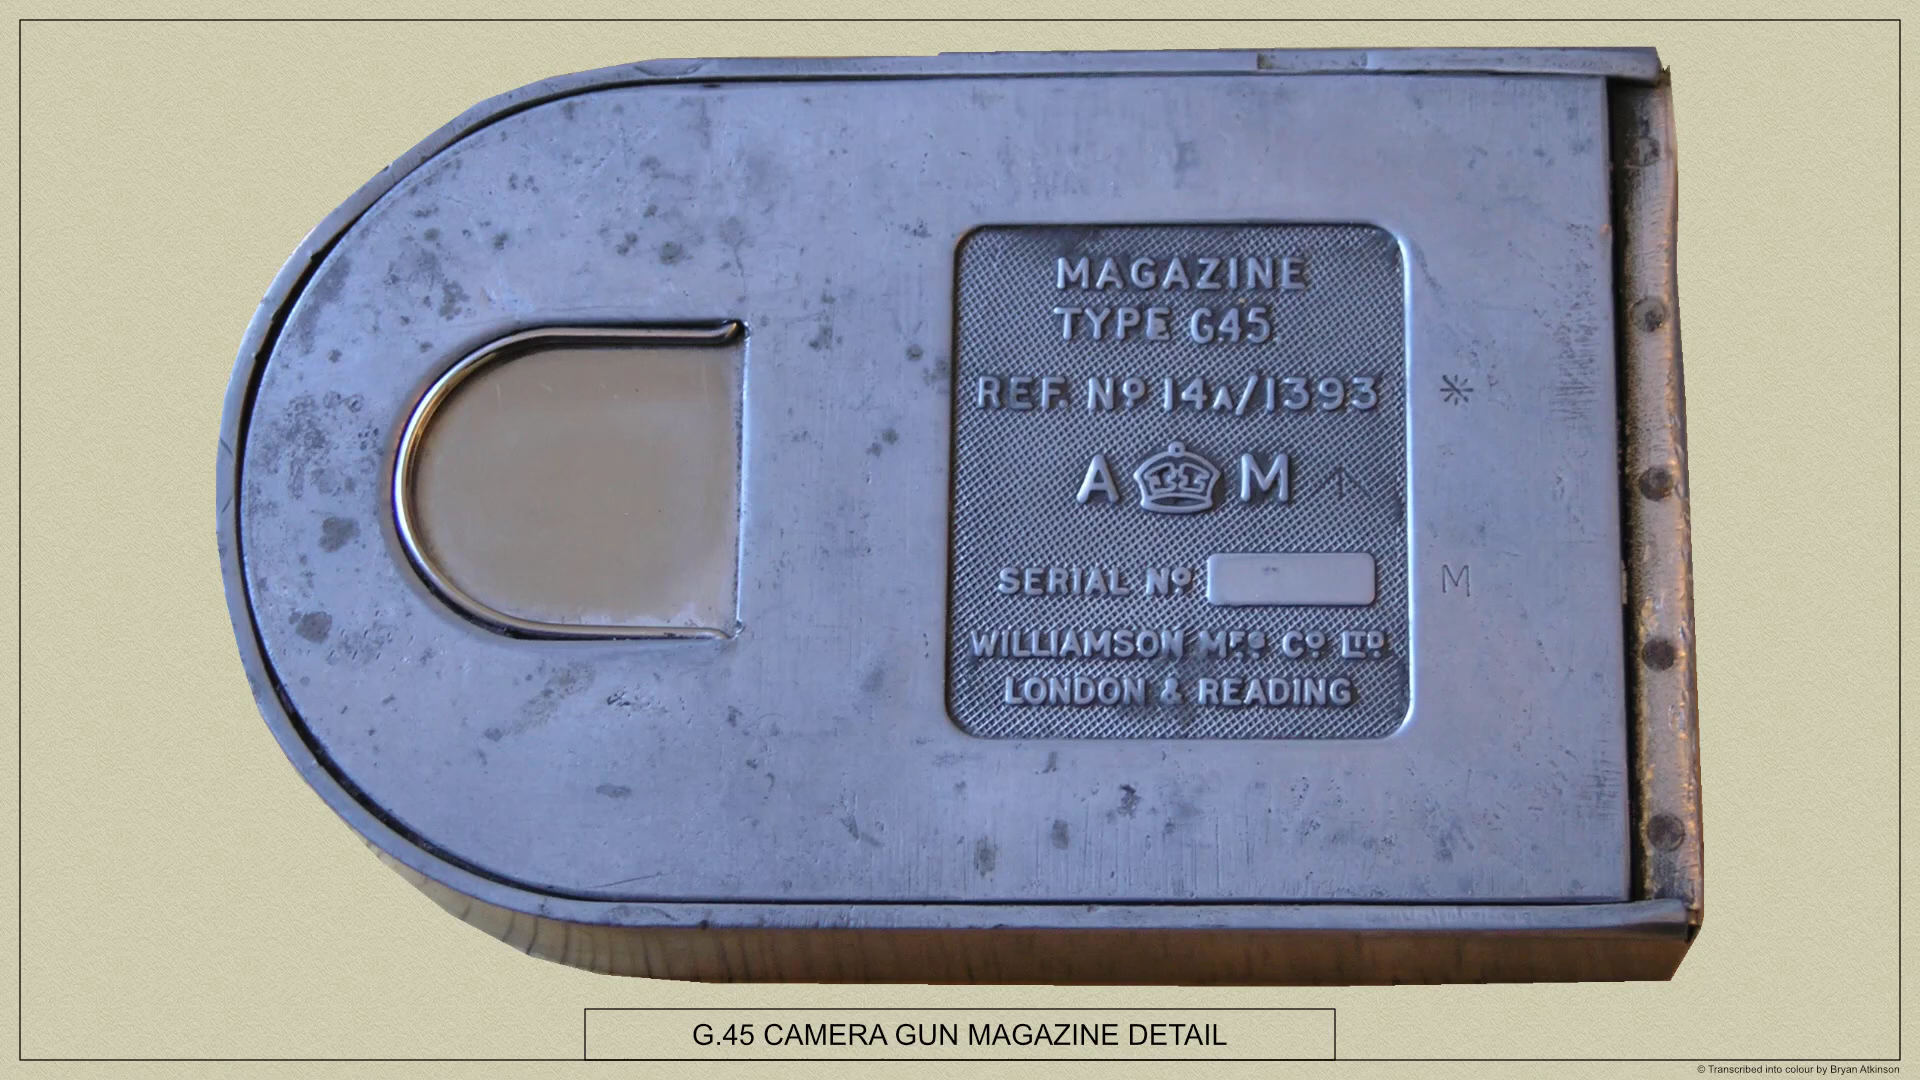 MAGAZINE
TYPE G45
REF. Nº 14A/1393
A M
SERIAL Nº
WILLIAMSON MFG Cº LTD
LONDON & READING
M
G.45 CAMERA GUN MAGAZINE DETAIL
© Transcribed into colour by Bryan Atkinson